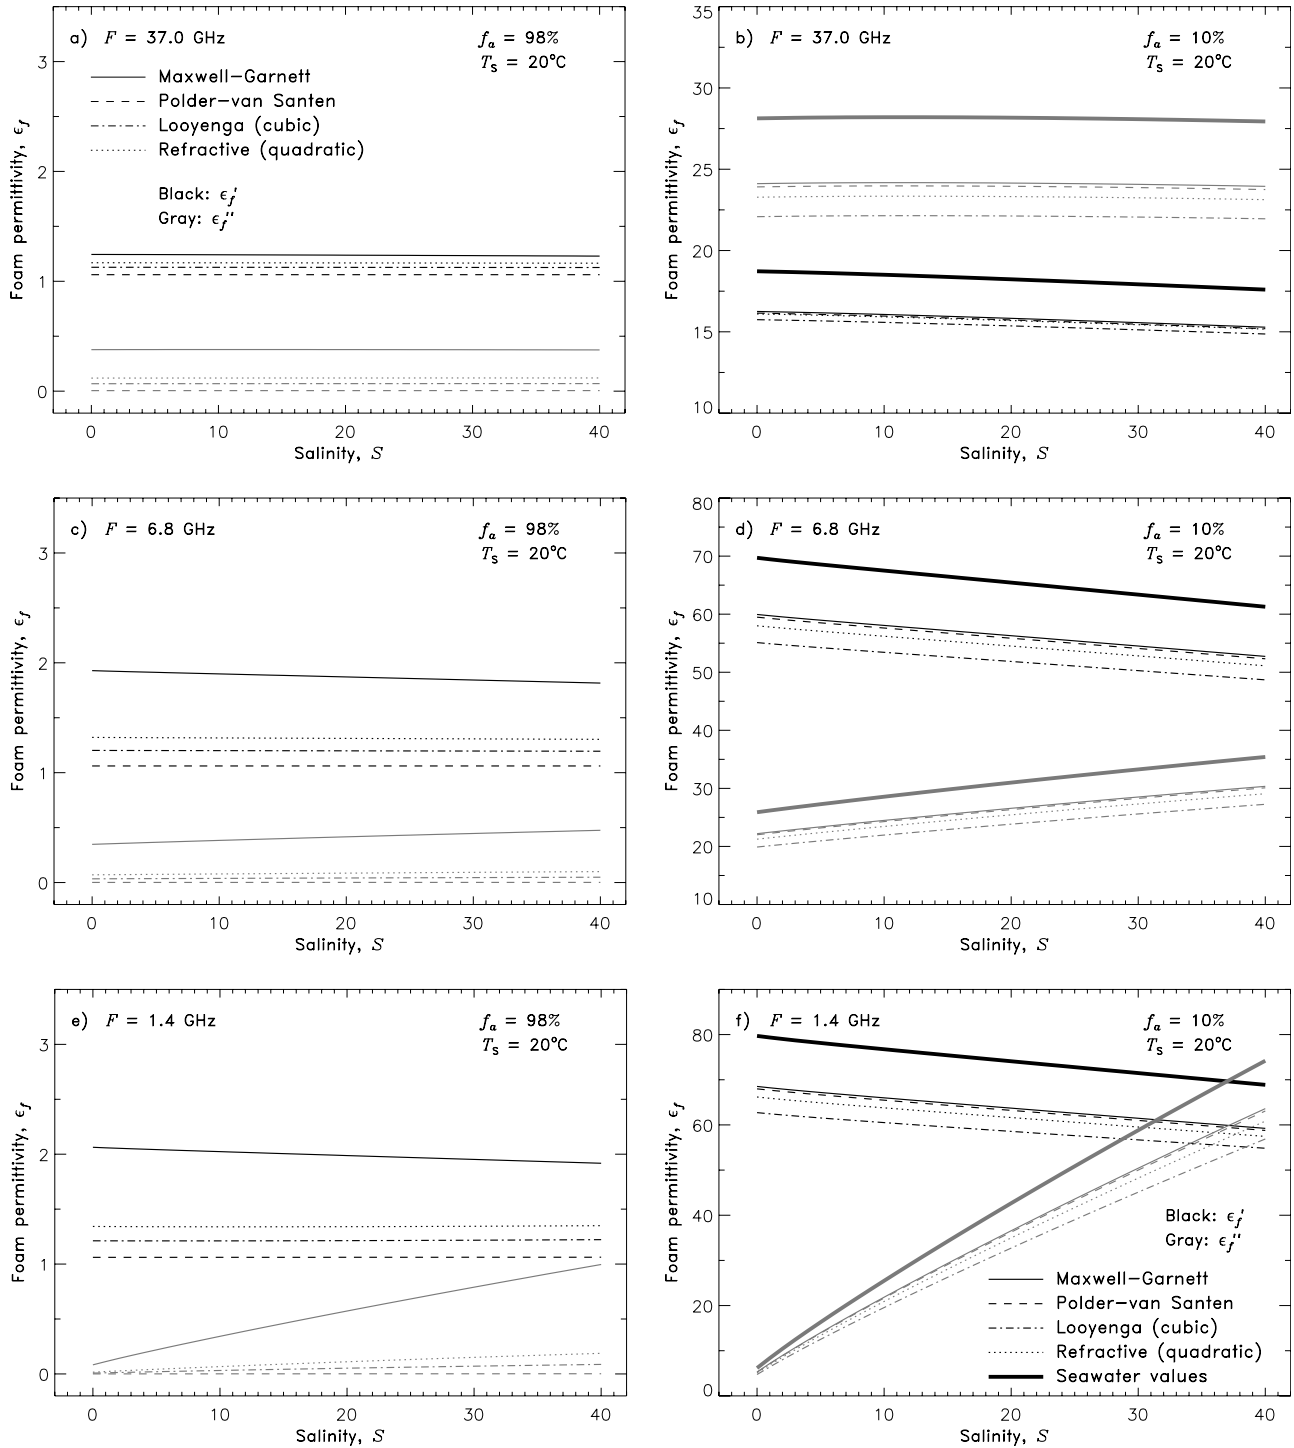 a) F = 37.0 GHz
f_a = 98%
T_S = 20°C
Maxwell-Garnett
Polder-van Santen
Looyenga (cubic)
Refractive (quadratic)
Black: ϵ_f'
Gray: ϵ_f''
Foam permittivity, ϵ_f
3
2
1
0
0 10 20 30 40
Salinity, S
b) F = 37.0 GHz
f_a = 10%
T_S = 20°C
Foam permittivity, ϵ_f
35
30
25
20
15
10
0 10 20 30 40
Salinity, S
c) F = 6.8 GHz
f_a = 98%
T_S = 20°C
Foam permittivity, ϵ_f
3
2
1
0
0 10 20 30 40
Salinity, S
d) F = 6.8 GHz
f_a = 10%
T_S = 20°C
Foam permittivity, ϵ_f
80
70
60
50
40
30
20
10
0 10 20 30 40
Salinity, S
e) F = 1.4 GHz
f_a = 98%
T_S = 20°C
Foam permittivity, ϵ_f
3
2
1
0
0 10 20 30 40
Salinity, S
f) F = 1.4 GHz
f_a = 10%
T_S = 20°C
Foam permittivity, ϵ_f
80
60
40
20
0
Black: ϵ_f'
Gray: ϵ_f''
Maxwell-Garnett
Polder-van Santen
Looyenga (cubic)
Refractive (quadratic)
Seawater values
0 10 20 30 40
Salinity, S